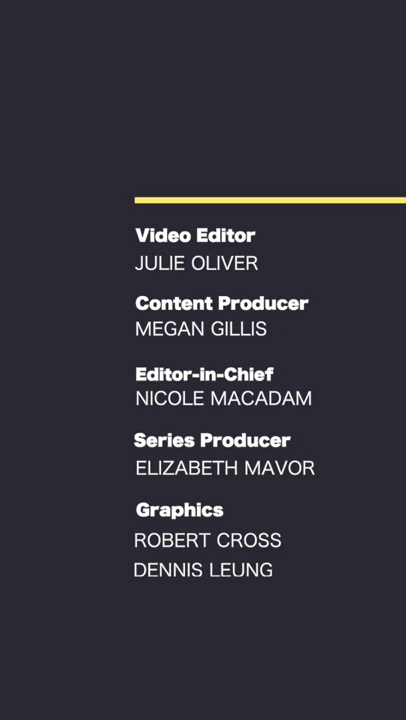 Video Editor
JULIE OLIVER
Content Producer
MEGAN GILLIS
Editor-in-Chief
NICOLE MACADAM
Series Producer
ELIZABETH MAVOR
Graphics
ROBERT CROSS
DENNIS LEUNG